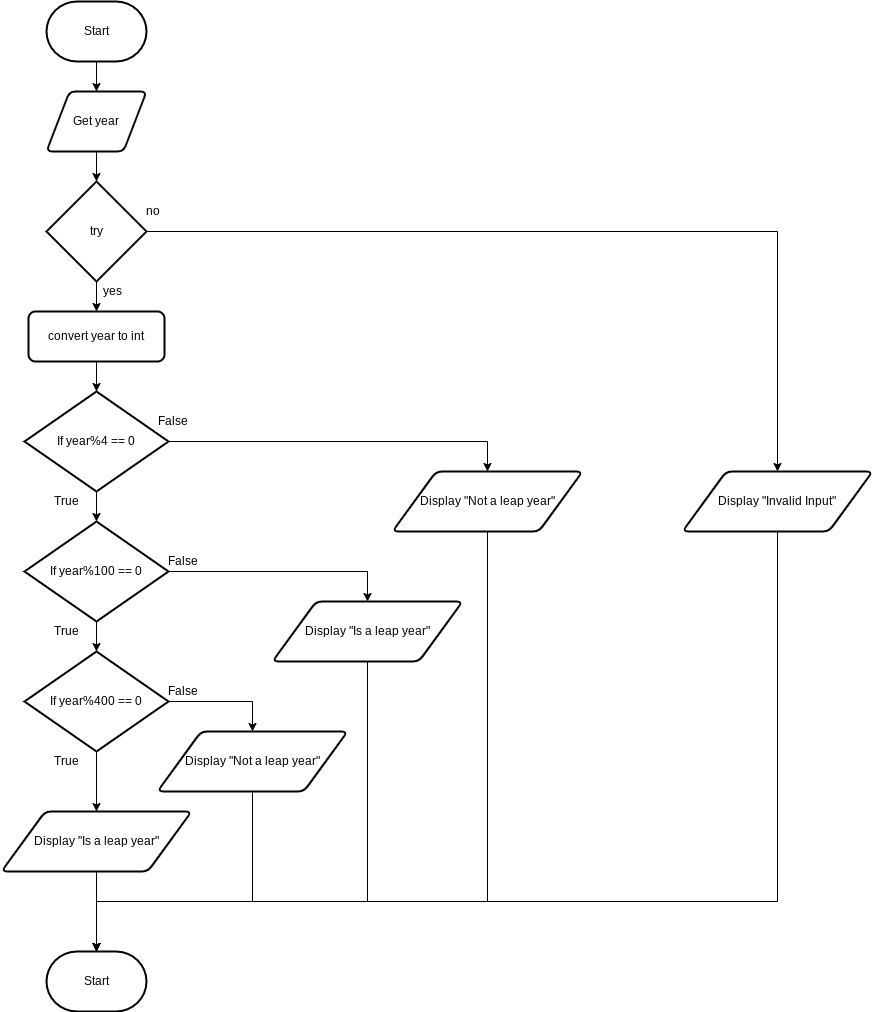 Start
Get year
no
try
yes
convert year to int
False
If year%4 == 0
True
Display "Not a leap year"
Display "Invalid Input"
False
If year%100 == 0
True
Display "Is a leap year"
False
If year%400 == 0
True
Display "Not a leap year"
Display "Is a leap year"
Start